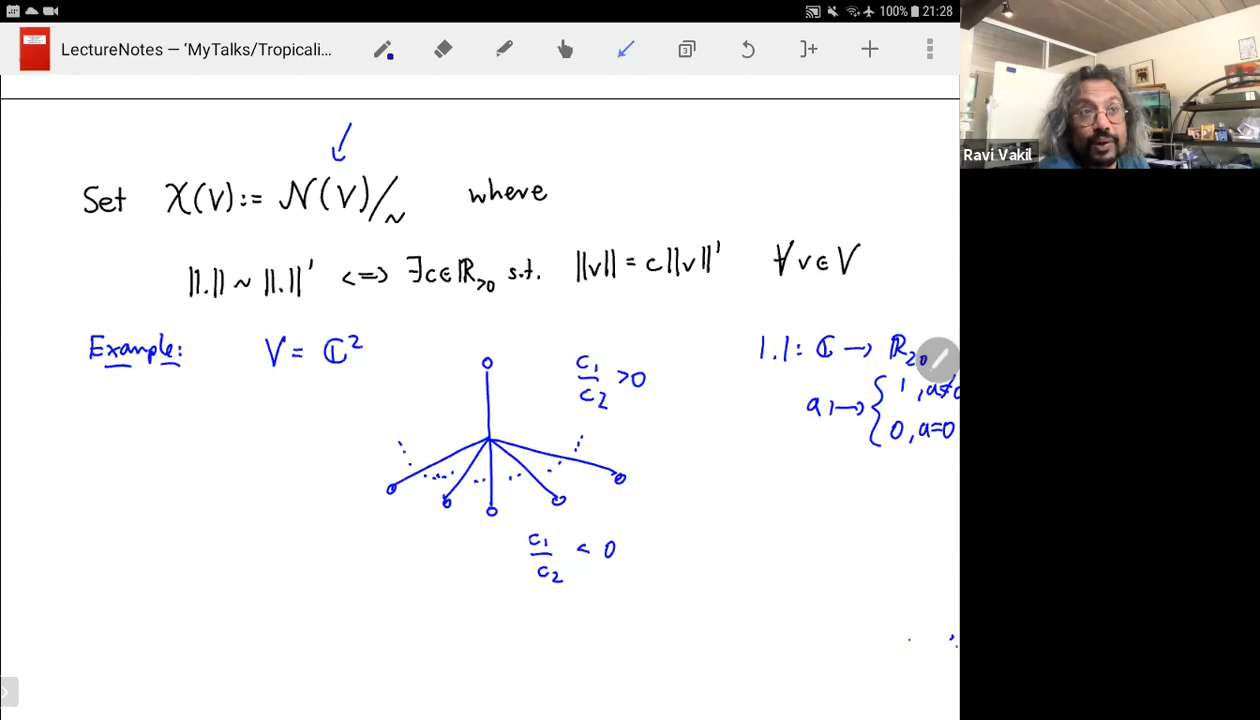 100% 21:28
LectureNotes – 'MyTalks/Tropicali...
Ravi Vakil
Set χ(V) := N(V)/~ where
||.|| ~ ||.||' <=> ∃c∈ℝ>0 s.t. ||v|| = c||v||' ∀v∈V
Example: V = ℂ²
c₁/c₂ >0
|.|: ℂ → ℝ≥0
a ↦ { 1, a≠0
0, a=0
c₁/c₂ < 0